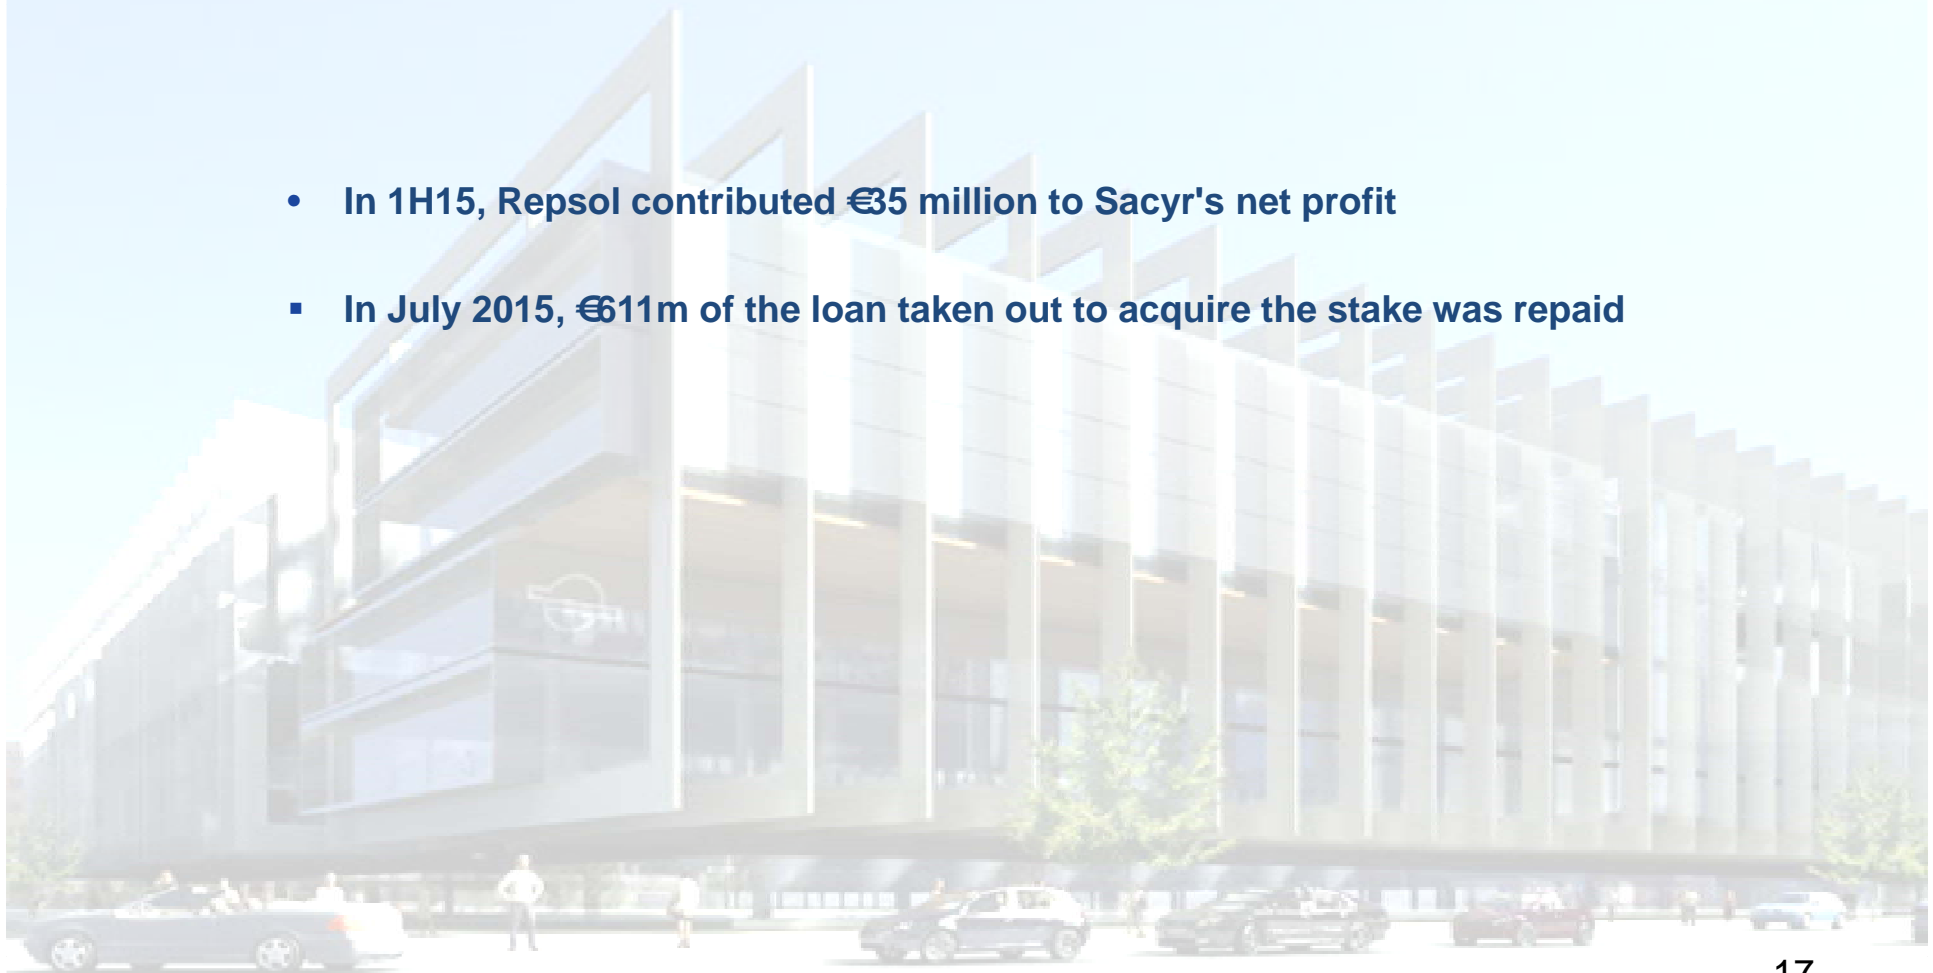 • In 1H15, Repsol contributed €35 million to Sacyr's net profit
▪ In July 2015, €611m of the loan taken out to acquire the stake was repaid
17